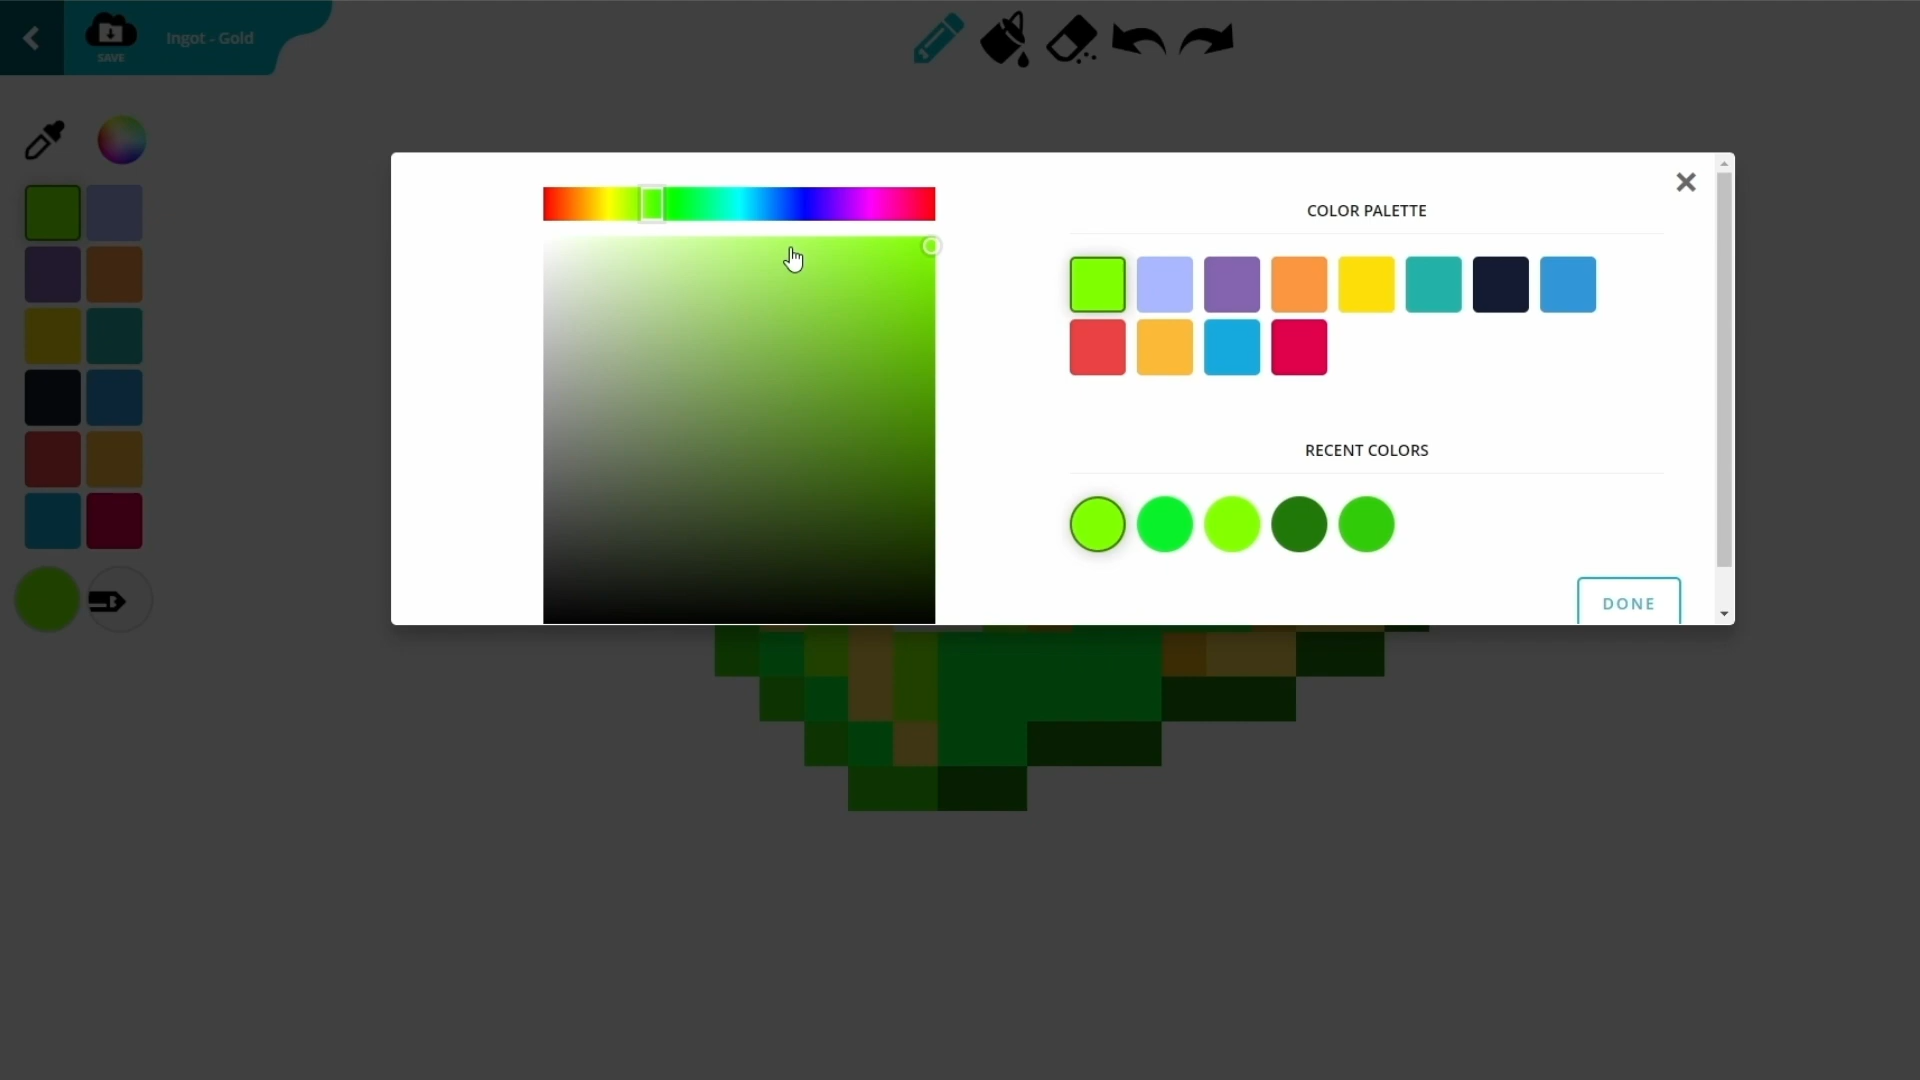 Ingot - Gold
SAVE
COLOR PALETTE
RECENT COLORS
DONE